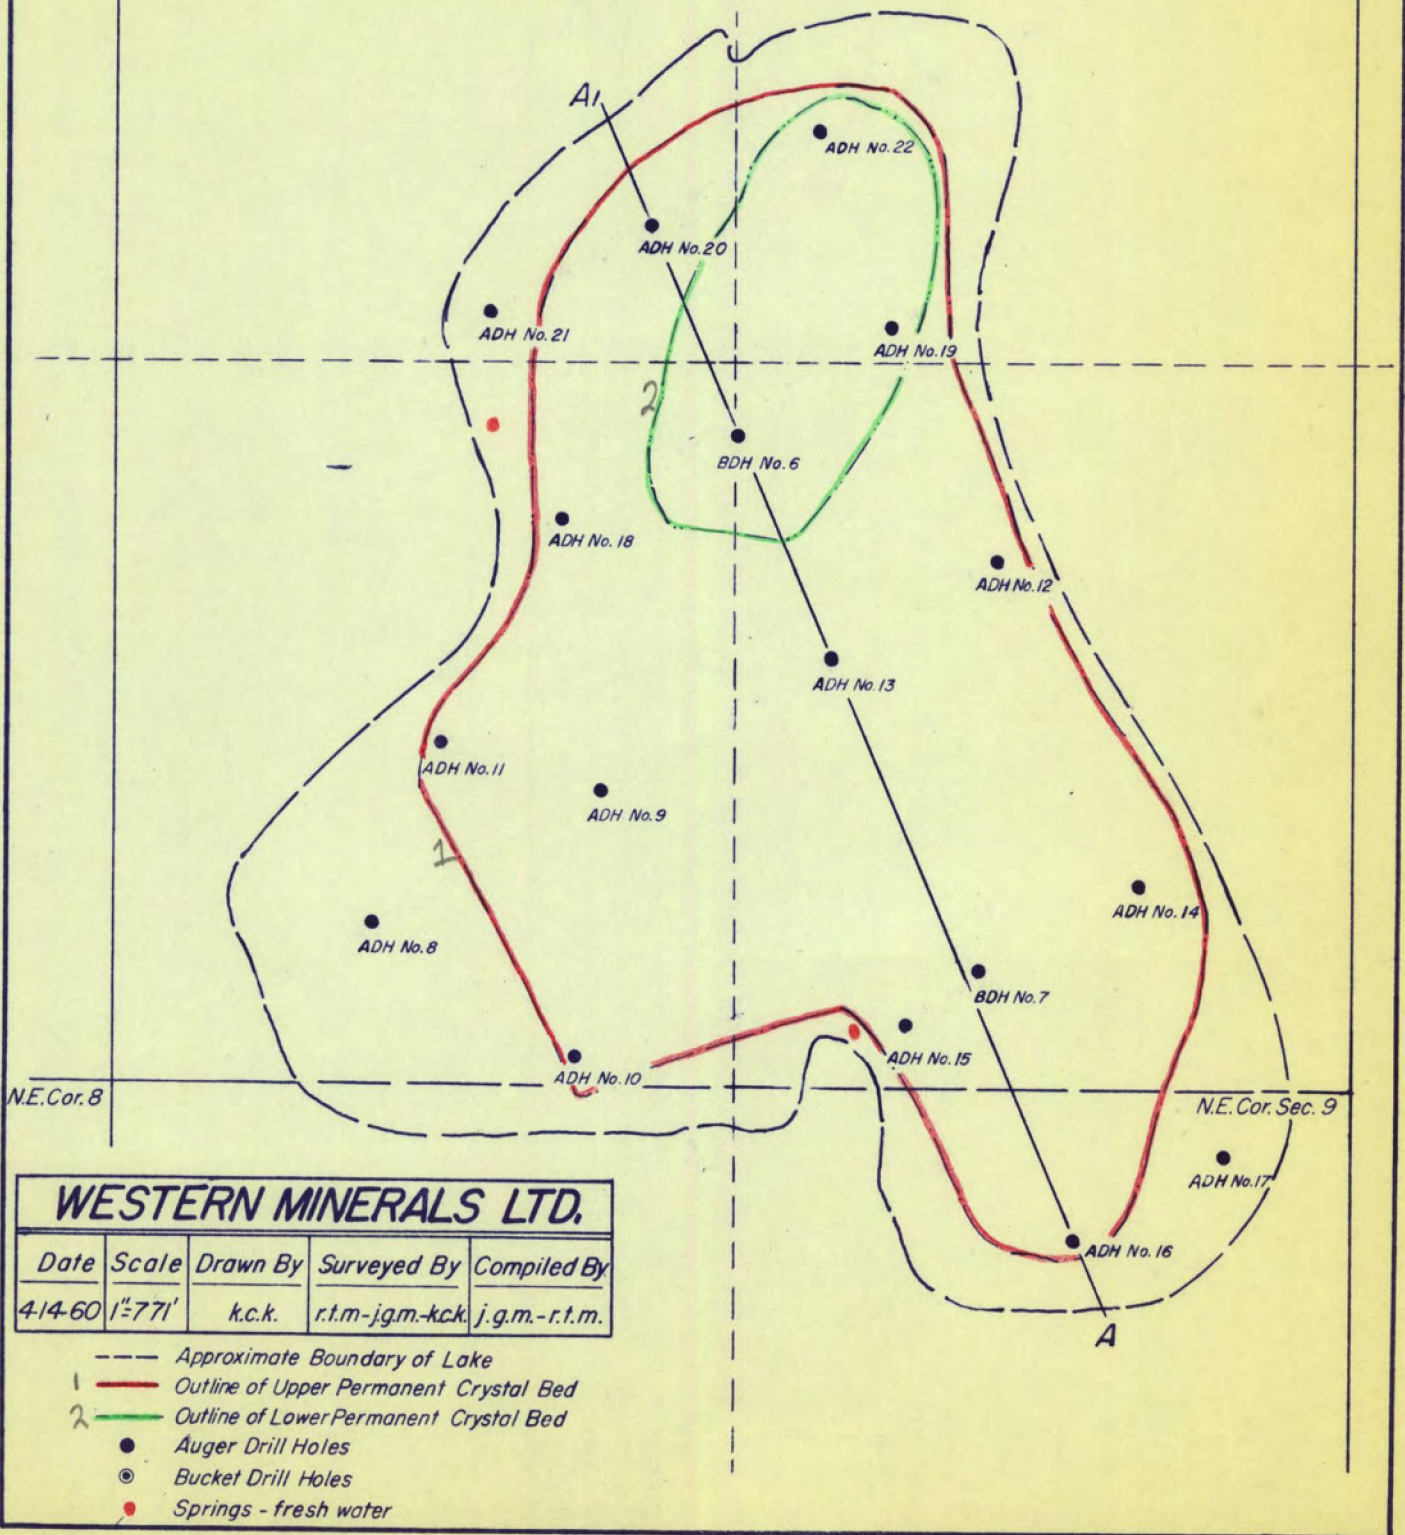 A1
ADH No. 22
ADH No. 20
ADH No. 21
ADH No. 19
2
BDH No. 6
ADH No. 18
ADH No. 12
ADH No. 13
ADH No. 11
ADH No. 9
1
ADH No. 14
ADH No. 8
BDH No. 7
ADH No. 15
ADH No. 10
N.E. Cor. 8
N.E. Cor. Sec. 9
ADH No. 17
ADH No. 16
A
WESTERN MINERALS LTD.
Date Scale Drawn By Surveyed By Compiled By
4-14-60 1"=771' k.c.k. r.t.m-j.g.m.-k.c.k. j.g.m.-r.t.m.
Approximate Boundary of Lake
1 Outline of Upper Permanent Crystal Bed
2 Outline of Lower Permanent Crystal Bed
Auger Drill Holes
Bucket Drill Holes
Springs - fresh water